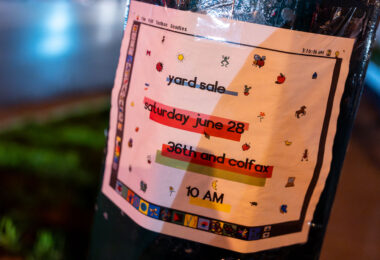 yard sale
saturday june 28
36th and colfax
10 AM